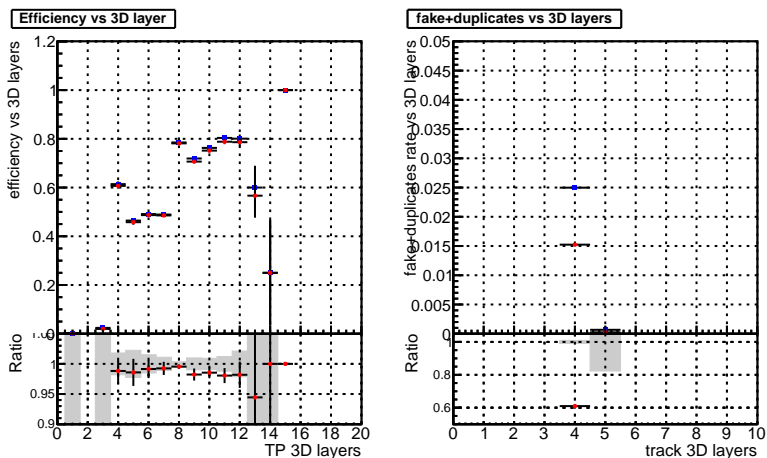 Efficiency vs 3D layer
efficiency vs 3D layers
1.2
1
0.8
0.6
0.4
0.2
0
Ratio
1
0.95
0.9
0 2 4 6 8 10 12 14 16 18 20
TP 3D layers
fake+duplicates vs 3D layers
fake+duplicates rate vs 3D layers
0.05
0.045
0.04
0.035
0.03
0.025
0.02
0.015
0.01
0.005
0
Ratio
1
0.8
0.6
0 1 2 3 4 5 6 7 8 9 10
track 3D layers